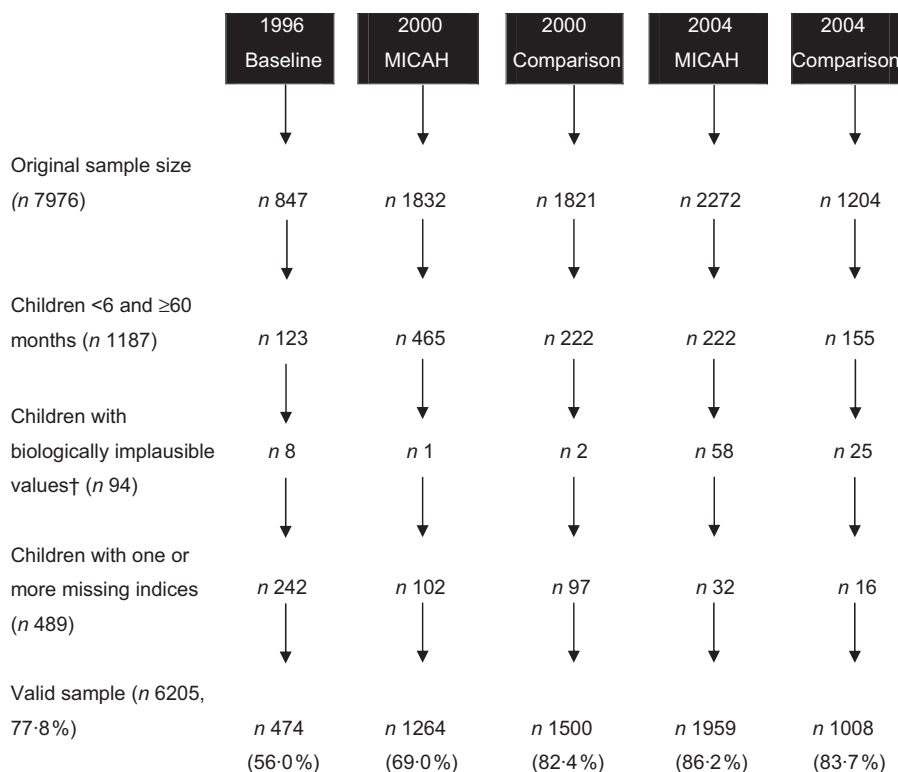 1996 2000 2000 2004 2004
Baseline MICAH Comparison MICAH Comparison
Original sample size
(n 7976) n 847 n 1832 n 1821 n 2272 n 1204
Children <6 and ≥60
months (n 1187) n 123 n 465 n 222 n 222 n 155
Children with
biologically implausible n 8 n 1 n 2 n 58 n 25
values† (n 94)
Children with one or
more missing indices n 242 n 102 n 97 n 32 n 16
(n 489)
Valid sample (n 6205,
77·8%) n 474 n 1264 n 1500 n 1959 n 1008
(56·0%) (69·0%) (82·4%) (86·2%) (83·7%)